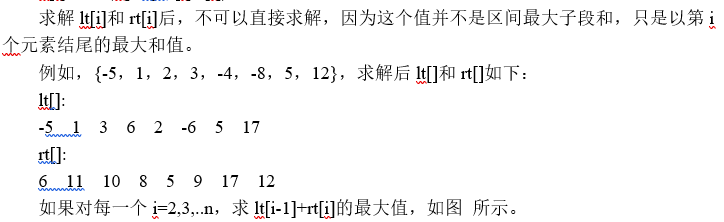 求解 lt[i]和 rt[i]后，不可以直接求解，因为这个值并不是区间最大子段和，只是以第 i
个元素结尾的最大和值。
例如，{-5，1，2，3，-4，-8，5，12}，求解后 lt[]和 rt[]如下：
lt[]:
-5 1 3 6 2 -6 5 17
rt[]:
6 11 10 8 5 9 17 12
如果对每一个 i=2,3,..n，求 lt[i-1]+rt[i]的最大值，如图 所示。